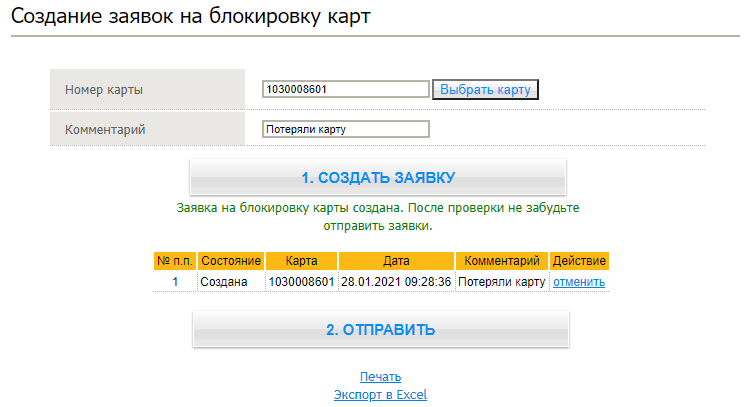 Создание заявок на блокировку карт
Номер карты 1030008601 Выбрать карту
Комментарий Потеряли карту
1. СОЗДАТЬ ЗАЯВКУ
Заявка на блокировку карты создана. После проверки не забудьте
отправить заявки.
№ п.п. Состояние Карта Дата Комментарий Действие
1 Создана 1030008601 28.01.2021 09:28:36 Потеряли карту отменить
2. ОТПРАВИТЬ
Печать
Экспорт в Excel